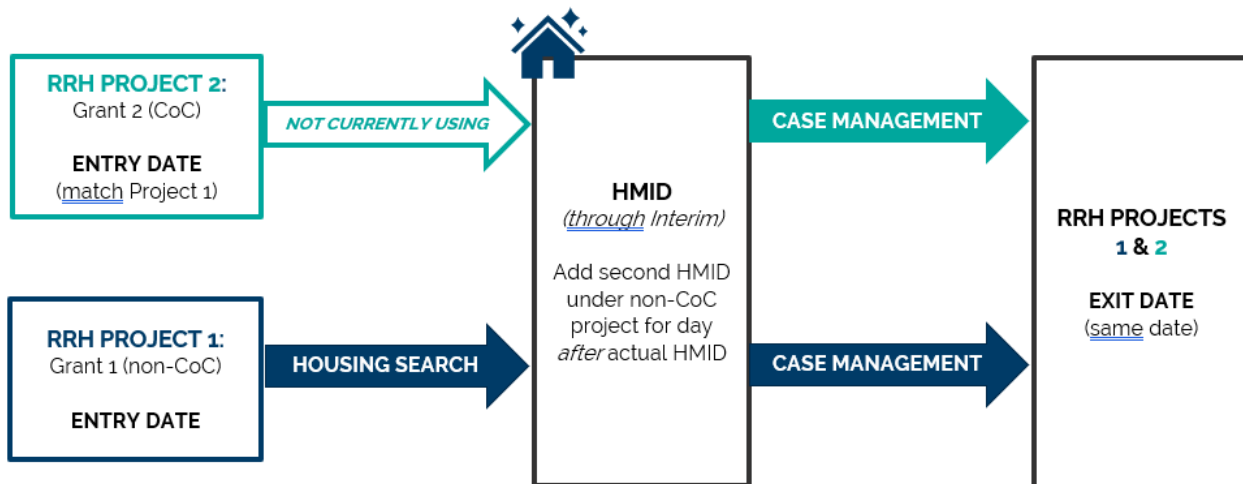 RRH PROJECT 2:
Grant 2 (CoC)
ENTRY DATE
(match Project 1)
NOT CURRENTLY USING
RRH PROJECT 1:
Grant 1 (non-CoC)
ENTRY DATE
HOUSING SEARCH
HMID
(through Interim)
Add second HMID
under non-CoC
project for day
after actual HMID
CASE MANAGEMENT
CASE MANAGEMENT
RRH PROJECTS
1 & 2
EXIT DATE
(same date)